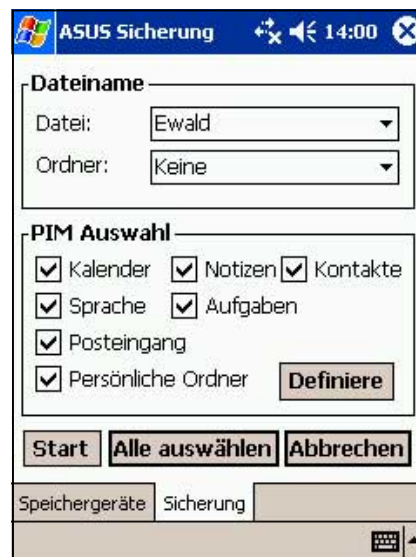 ASUS Sicherung 14:00
Dateiname
Datei: Ewald
Ordner: Keine
PIM Auswahl
Kalender Notizen Kontakte
Sprache Aufgaben
Posteingang
Persönliche Ordner Definiere
Start Alle auswählen Abbrechen
Speichergeräte Sicherung